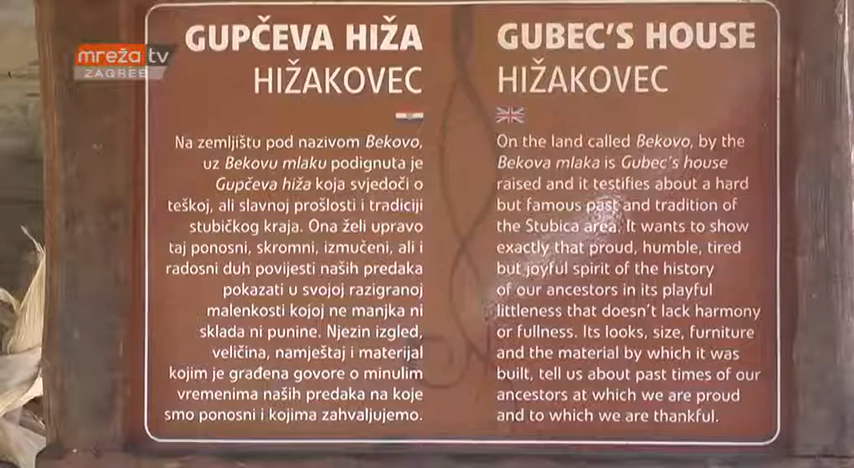 mreža tv
ZAGREB
GUPČEVA HIŽA
HIŽAKOVEC
Na zemljištu pod nazivom Bekovo,
uz Bekovu mlaku podignuta je
Gupčeva hiža koja svjedoči o
teškoj, ali slavnoj prošlosti i tradiciji
stubičkog kraja. Ona želi upravo
taj ponosni, skromni, izmučeni, ali i
radosni duh povijesti naših predaka
pokazati u svojoj razigranoj
malenkosti kojoj ne manjka ni
sklada ni punine. Njezin izgled,
veličina, namještaj i materijal
kojim je građena govore o minulim
vremenima naših predaka na koje
smo ponosni i kojima zahvaljujemo.
GUBEC'S HOUSE
HIŽAKOVEC
On the land called Bekovo, by the
Bekova mlaka is Gubec's house
raised and it testifies about a hard
but famous past and tradition of
the Stubica area. It wants to show
exactly that proud, humble, tired
but joyful spirit of the history
of our ancestors in its playful
littleness that doesn't lack harmony
or fullness. Its looks, size, furniture
and the material by which it was
built, tell us about past times of our
ancestors at which we are proud
and to which we are thankful.